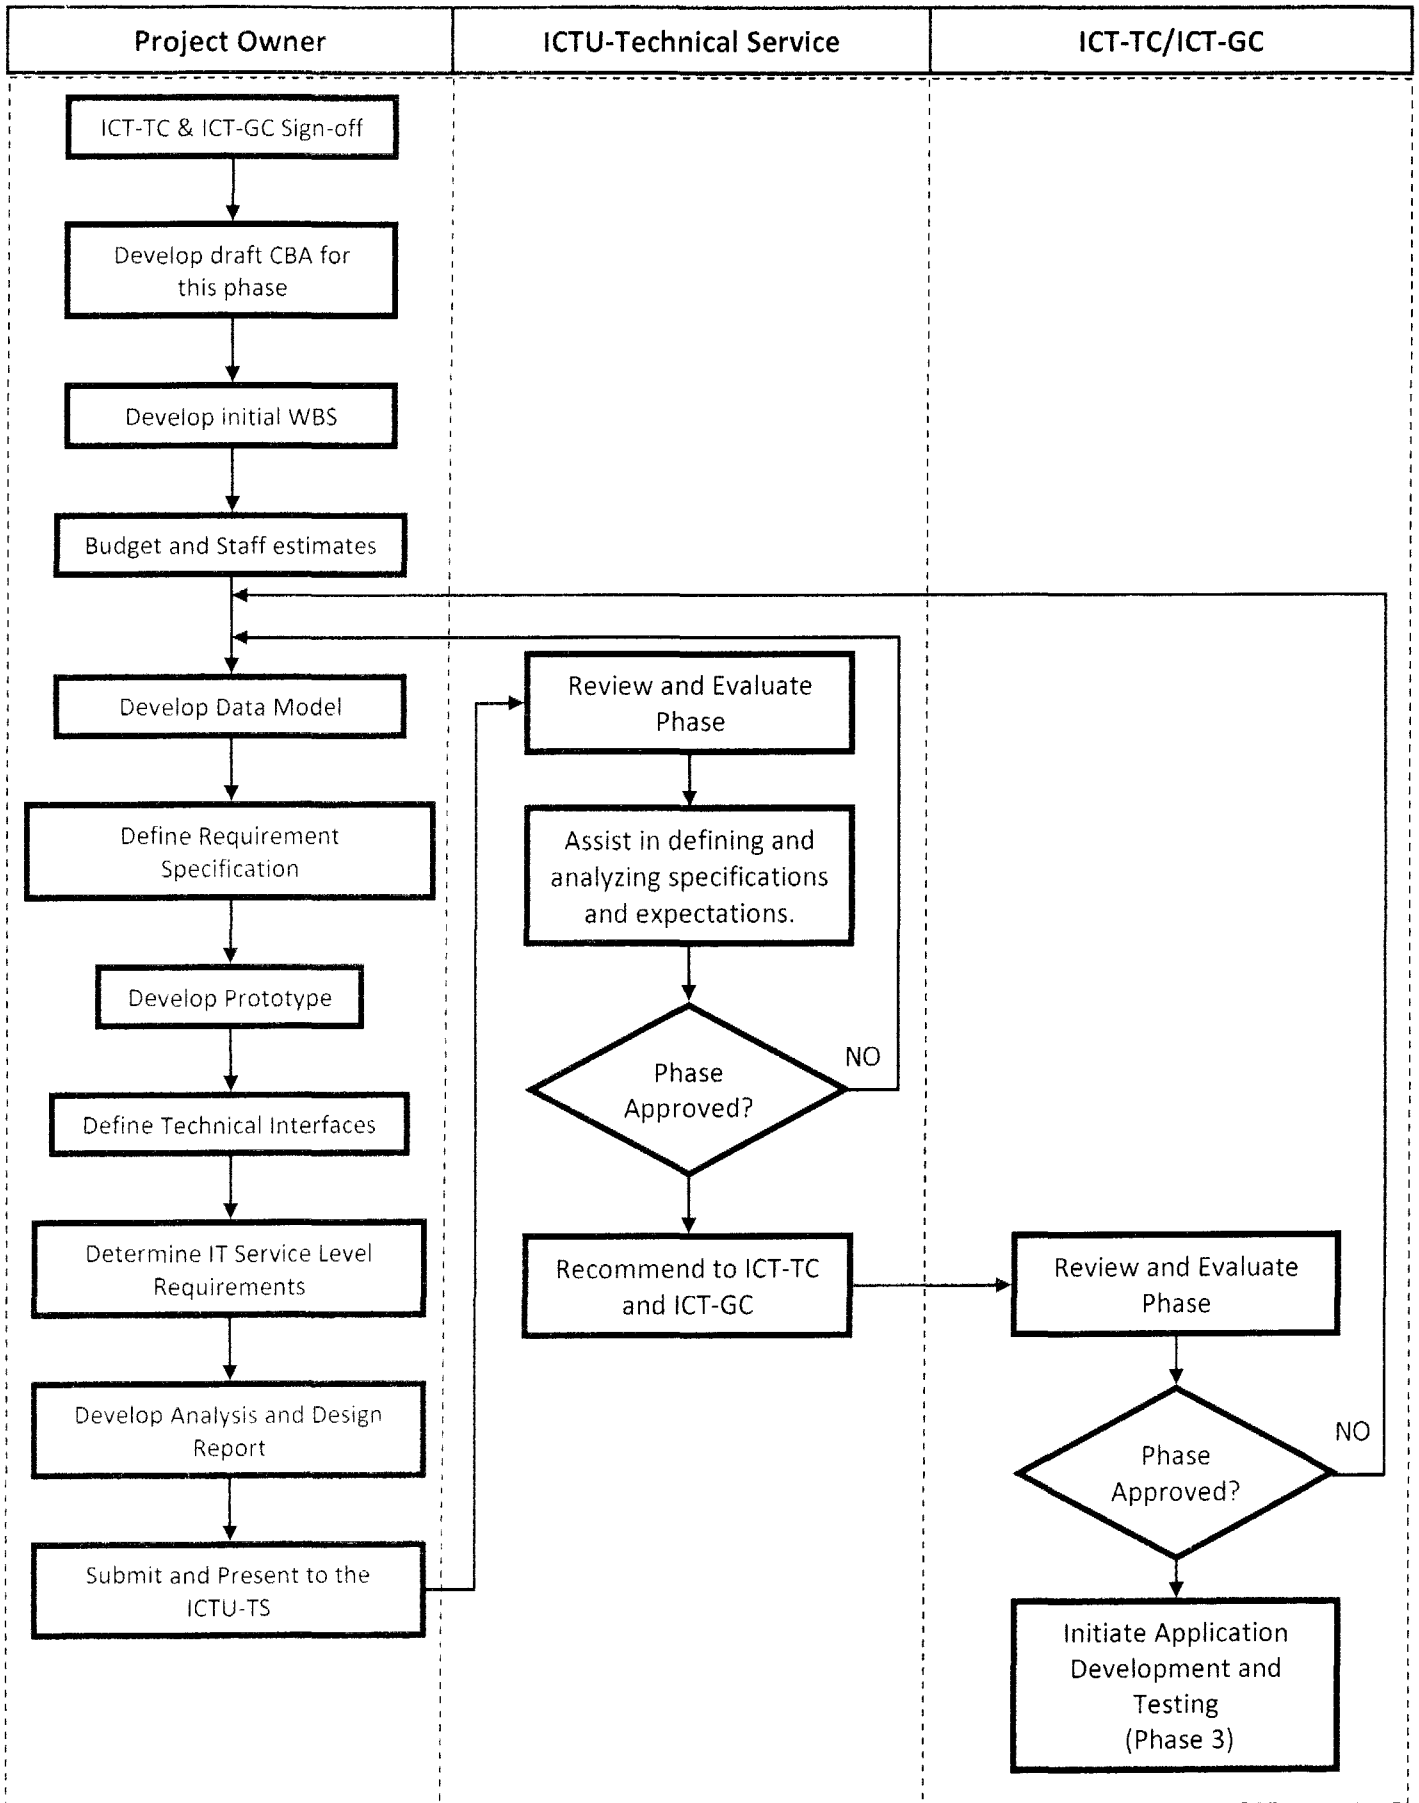 Project Owner
ICTU-Technical Service
ICT-TC/ICT-GC
ICT-TC & ICT-GC Sign-off
Develop draft CBA for
this phase
Develop initial WBS
Budget and Staff estimates
Develop Data Model
Define Requirement
Specification
Develop Prototype
Define Technical Interfaces
Determine IT Service Level
Requirements
Develop Analysis and Design
Report
Submit and Present to the
ICTU-TS
Review and Evaluate
Phase
Assist in defining and
analyzing specifications
and expectations.
Phase
Approved?
NO
Recommend to ICT-TC
and ICT-GC
Review and Evaluate
Phase
Phase
Approved?
NO
Initiate Application
Development and
Testing
(Phase 3)